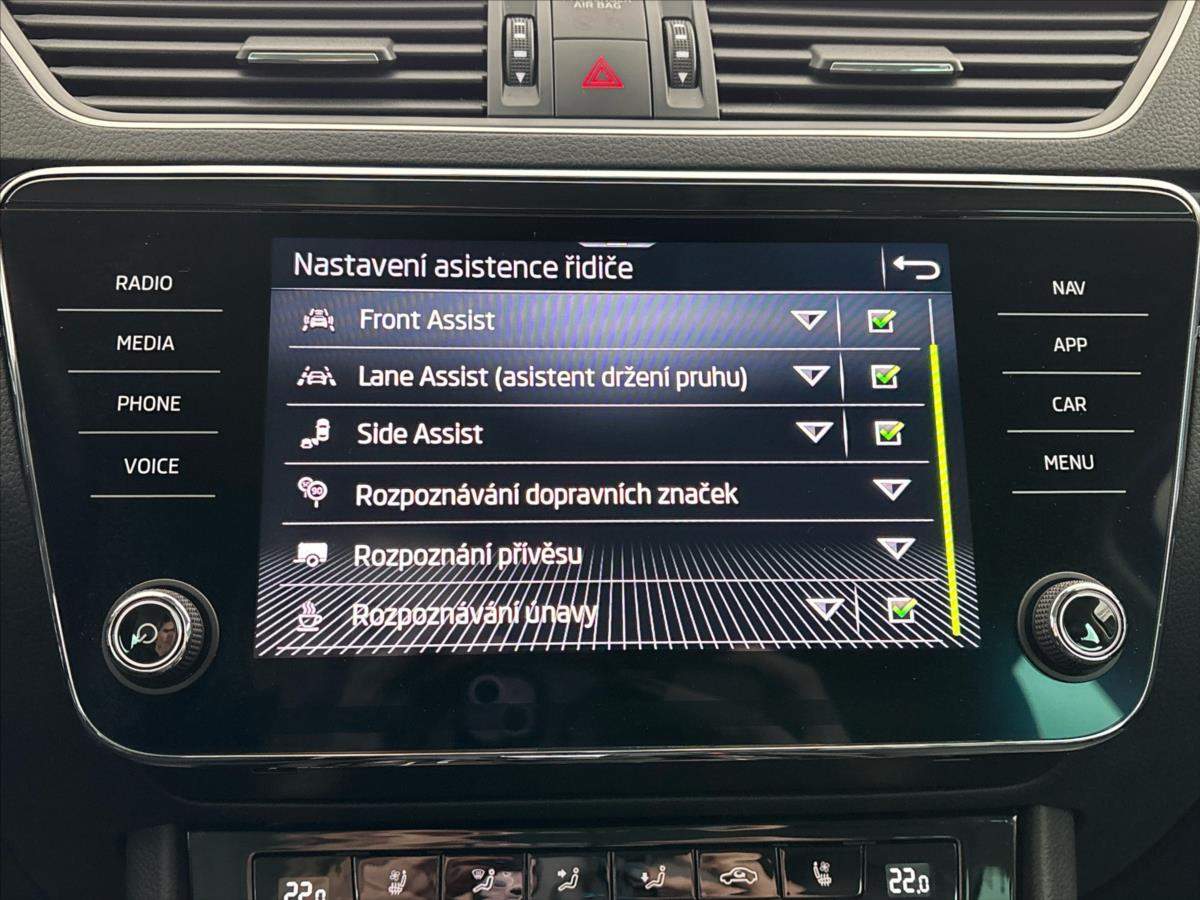 AIR BAG
RADIO
MEDIA
PHONE
VOICE
Nastavení asistence řidiče
Front Assist
Lane Assist (asistent držení pruhu)
Side Assist
90
Rozpoznávání dopravních značek
Rozpoznání přívěsu
Rozpoznávání únavy
NAV
APP
CAR
MENU
22.0
22.0